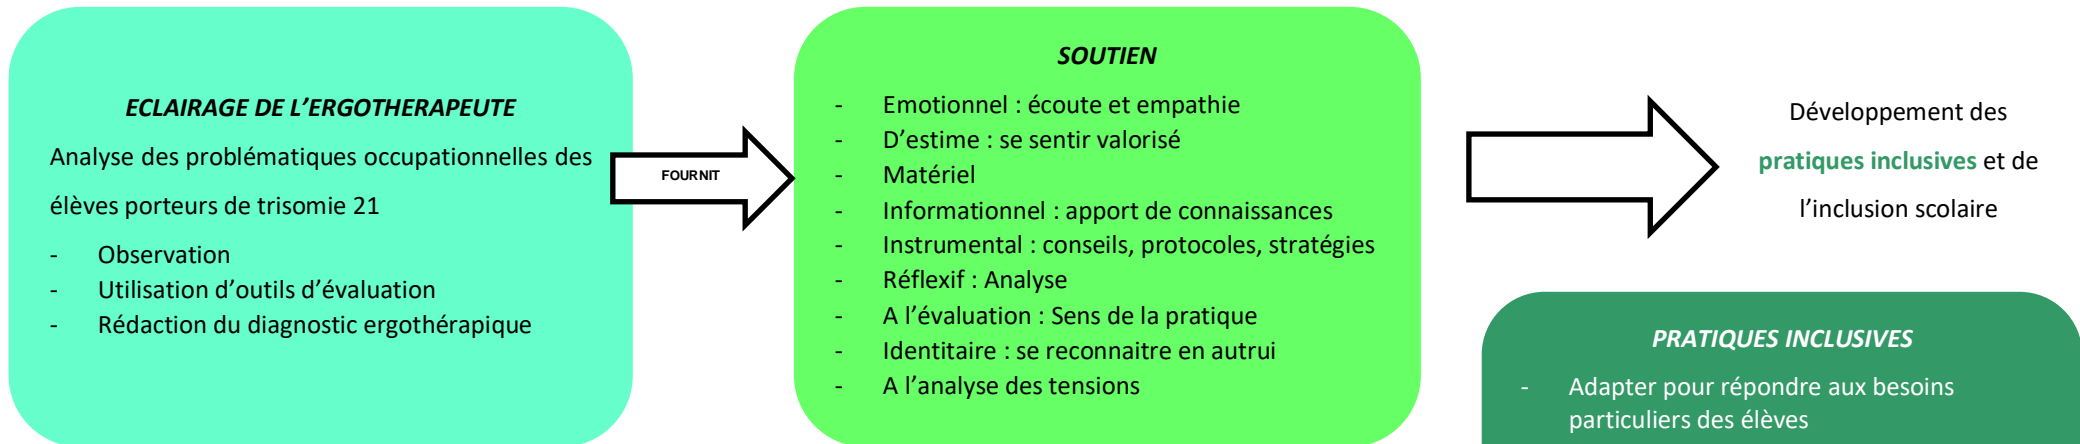 ECLAIRAGE DE L’ERGOTHERAPEUTE
Analyse des problématiques occupationnelles des
élèves porteurs de trisomie 21
- Observation
- Utilisation d’outils d’évaluation
- Rédaction du diagnostic ergothérapique
FOURNIT
SOUTIEN
- Emotionnel : écoute et empathie
- D’estime : se sentir valorisé
- Matériel
- Informationnel : apport de connaissances
- Instrumental : conseils, protocoles, stratégies
- Réflexif : Analyse
- A l’évaluation : Sens de la pratique
- Identitaire : se reconnaitre en autrui
- A l’analyse des tensions
Développement des
pratiques inclusives et de
l’inclusion scolaire
PRATIQUES INCLUSIVES
- Adapter pour répondre aux besoins
particuliers des élèves